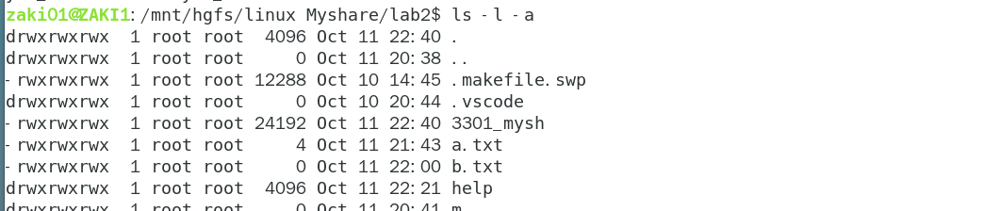 zaki01@ZAKI1:/mnt/hgfs/linux Myshare/lab2$ ls -l -a
drwxrwxrwx  1 root root  4096 Oct 11 22:40 .
drwxrwxrwx  1 root root     0 Oct 11 20:38 ..
-rwxrwxrwx  1 root root 12288 Oct 10 14:45 .makefile.swp
drwxrwxrwx  1 root root     0 Oct 10 20:44 .vscode
-rwxrwxrwx  1 root root 24192 Oct 11 22:40 3301_mysh
-rwxrwxrwx  1 root root     4 Oct 11 21:43 a.txt
-rwxrwxrwx  1 root root     0 Oct 11 22:00 b.txt
drwxrwxrwx  1 root root  4096 Oct 11 22:21 help
drwxrwxrwx  1 root root     0 Oct 11 20:41 m